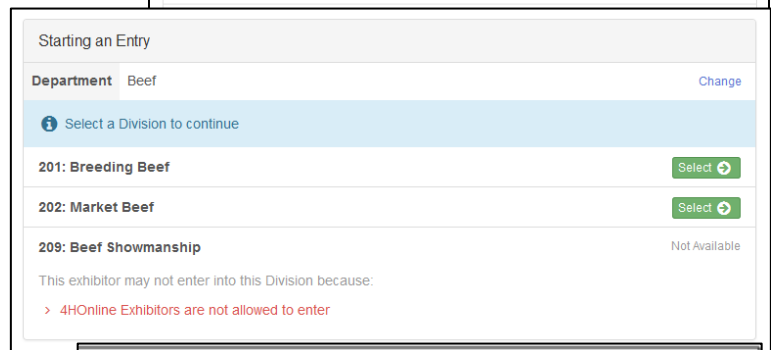 Starting an Entry
Department Beef Change
Select a Division to continue
201: Breeding Beef Select
202: Market Beef Select
209: Beef Showmanship Not Available
This exhibitor may not enter into this Division because:
> 4HOnline Exhibitors are not allowed to enter